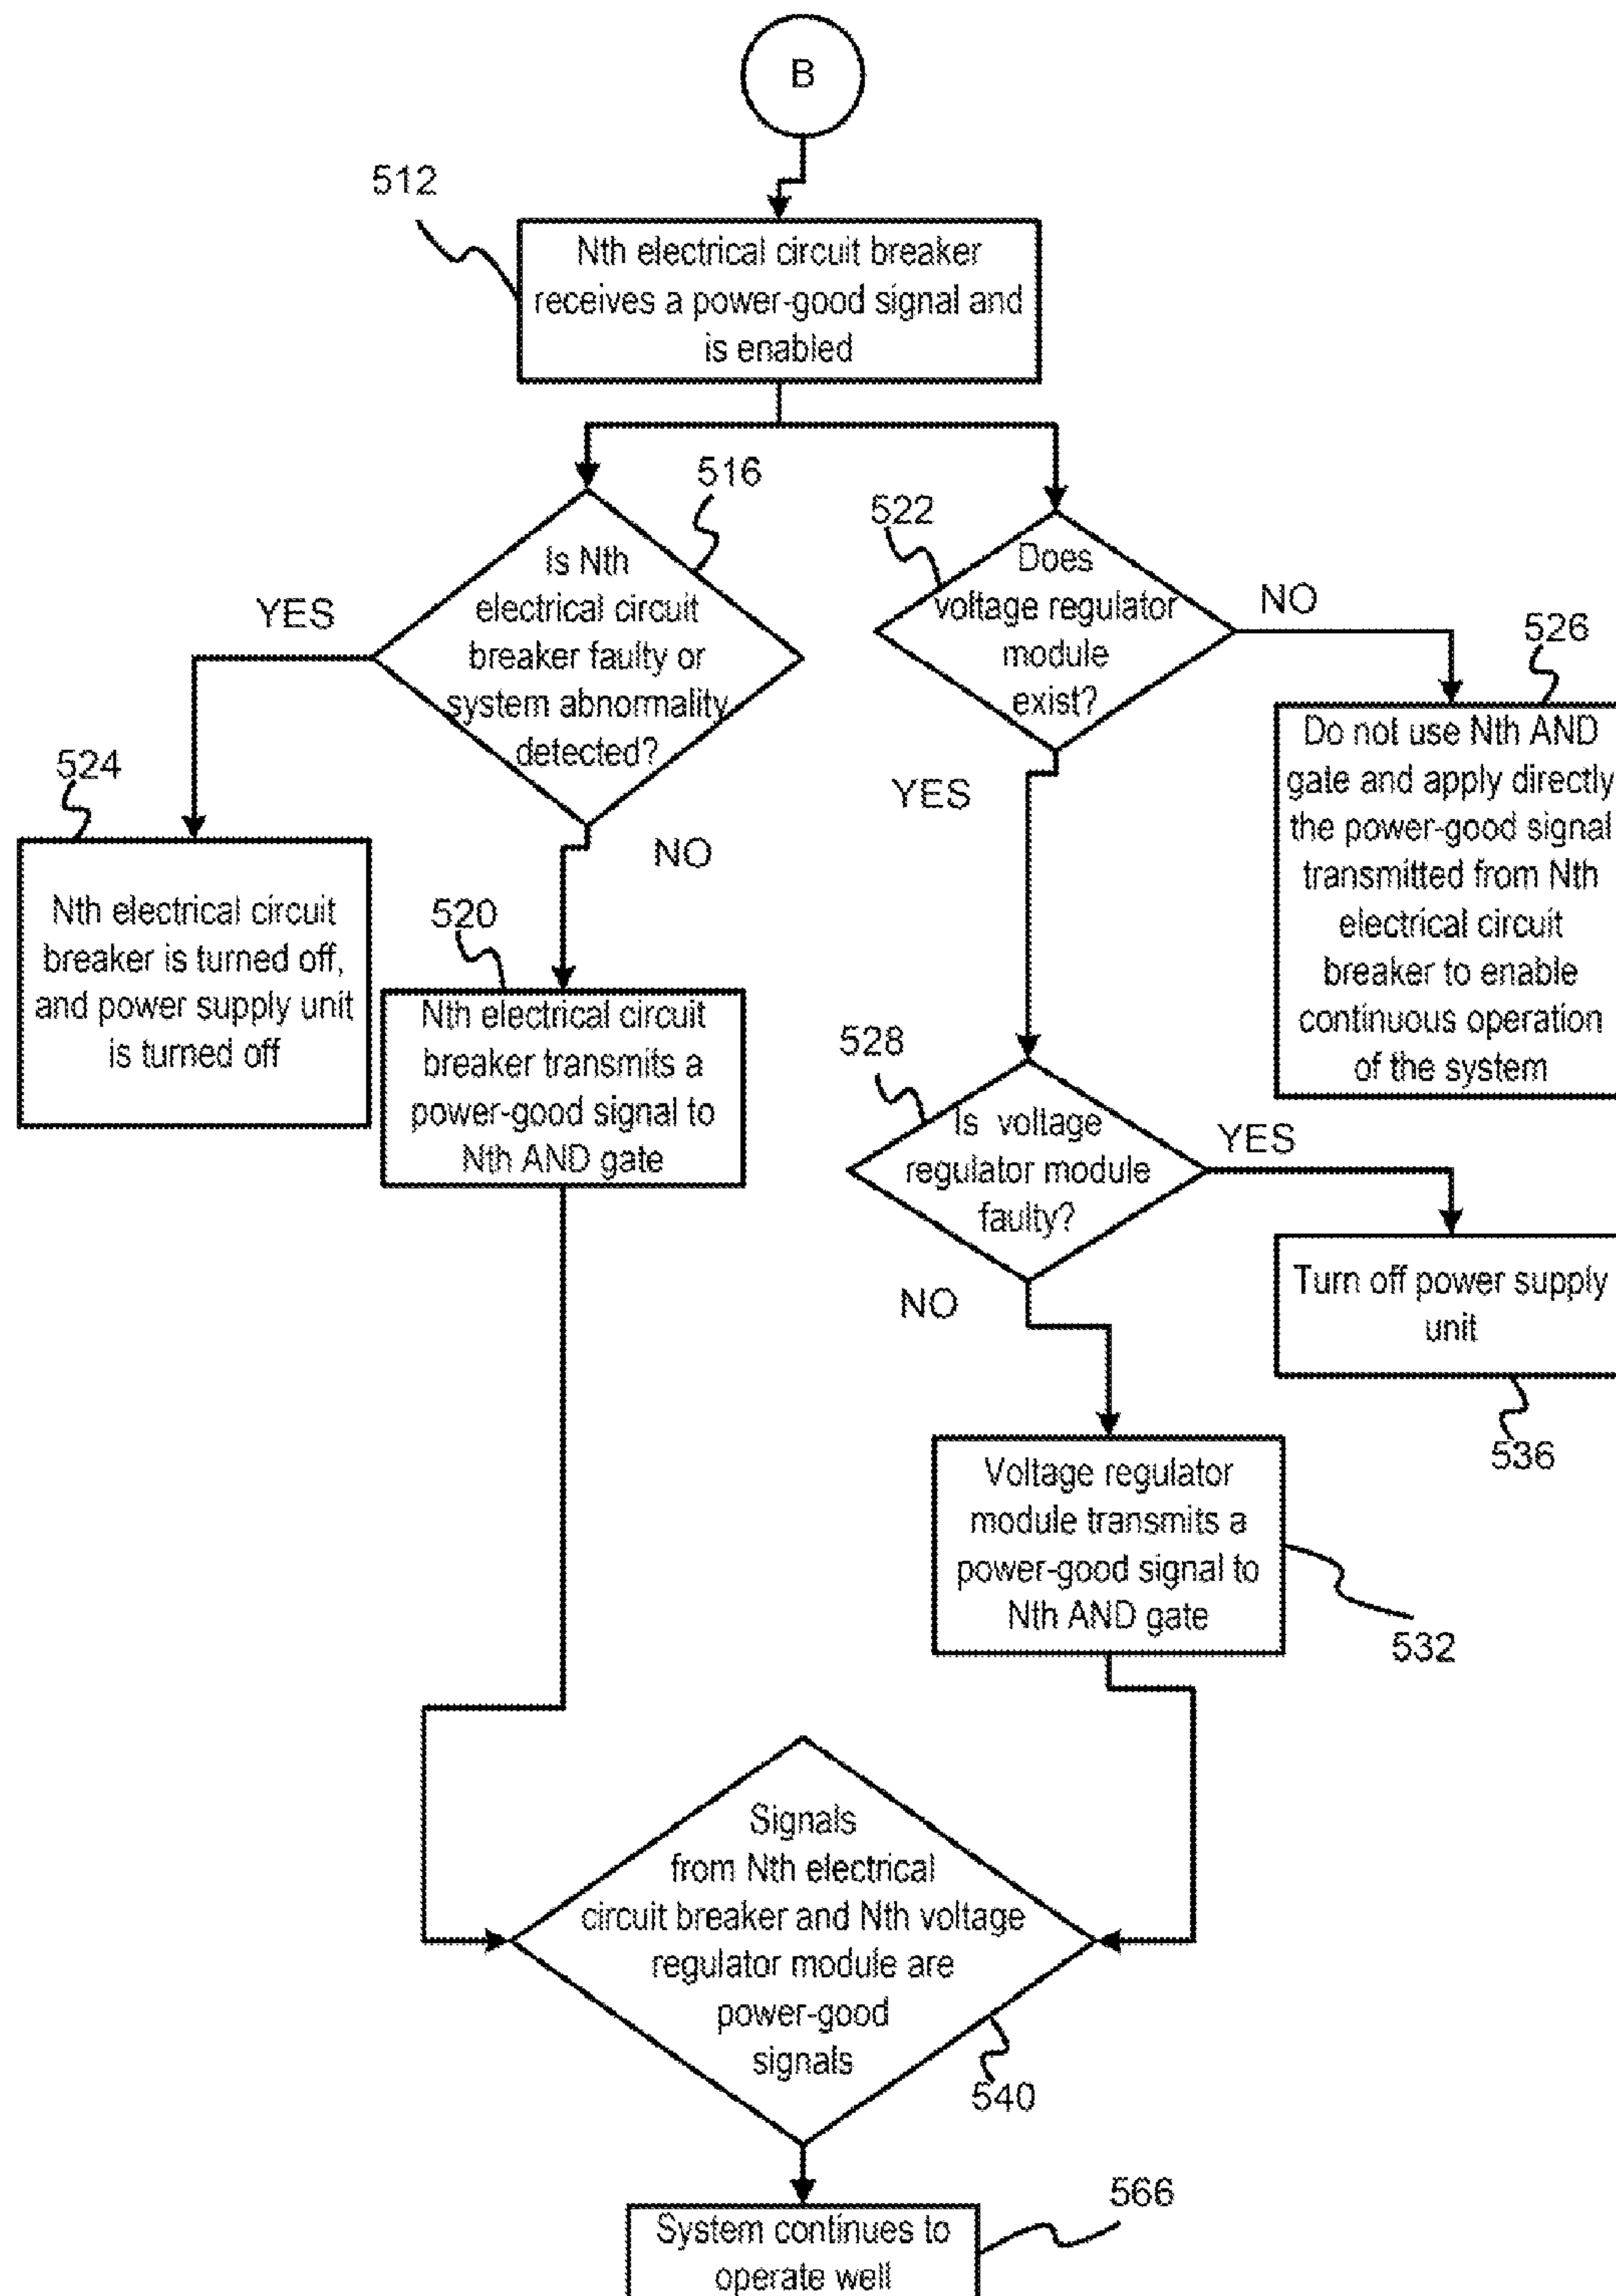 B
512
Nth electrical circuit breaker
receives a power-good signal and
is enabled
516
Is Nth
electrical circuit
breaker faulty or
system abnormality
detected?
YES
NO
522
Does
voltage regulator
module
exist?
NO
YES
526
Do not use Nth AND
gate and apply directly
the power-good signal
transmitted from Nth
electrical circuit
breaker to enable
continuous operation
of the system
524
Nth electrical circuit
breaker is turned off,
and power supply unit
is turned off
520
Nth electrical circuit
breaker transmits a
power-good signal to
Nth AND gate
528
Is voltage
regulator module
faulty?
YES
NO
Turn off power supply
unit
536
Voltage regulator
module transmits a
power-good signal to
Nth AND gate
532
Signals
from Nth electrical
circuit breaker and Nth voltage
regulator module are
power-good
signals
540
566
System continues to
operate well